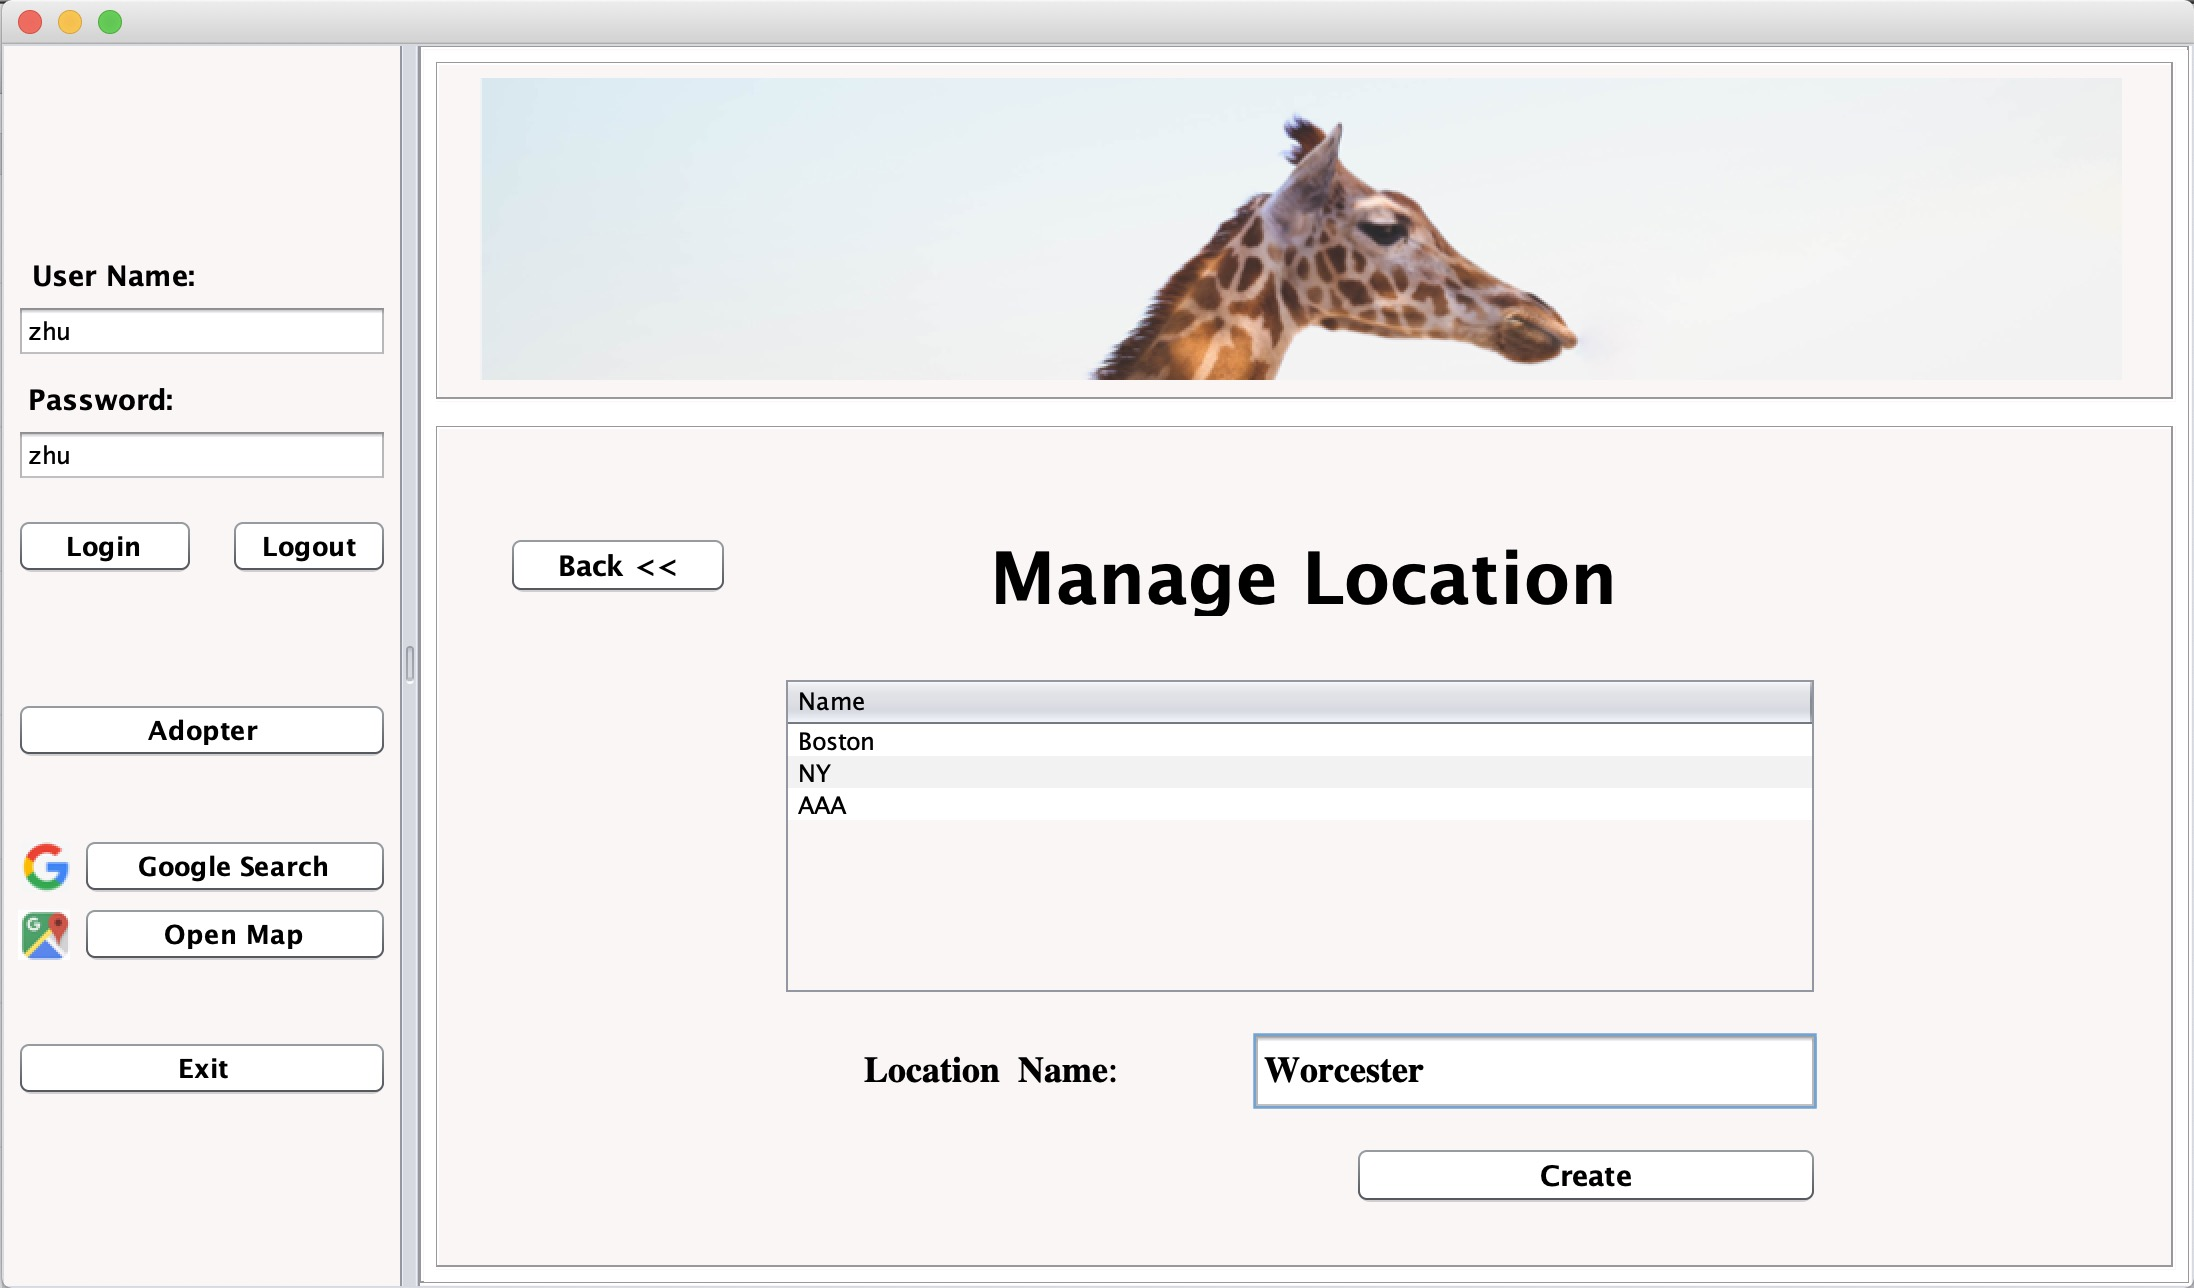 User Name:
zhu
Password:
zhu
Login
Logout
Adopter
Google Search
Open Map
Exit
Back <<
Manage Location
Name
Boston
NY
AAA
Location Name:
Worcester
Create